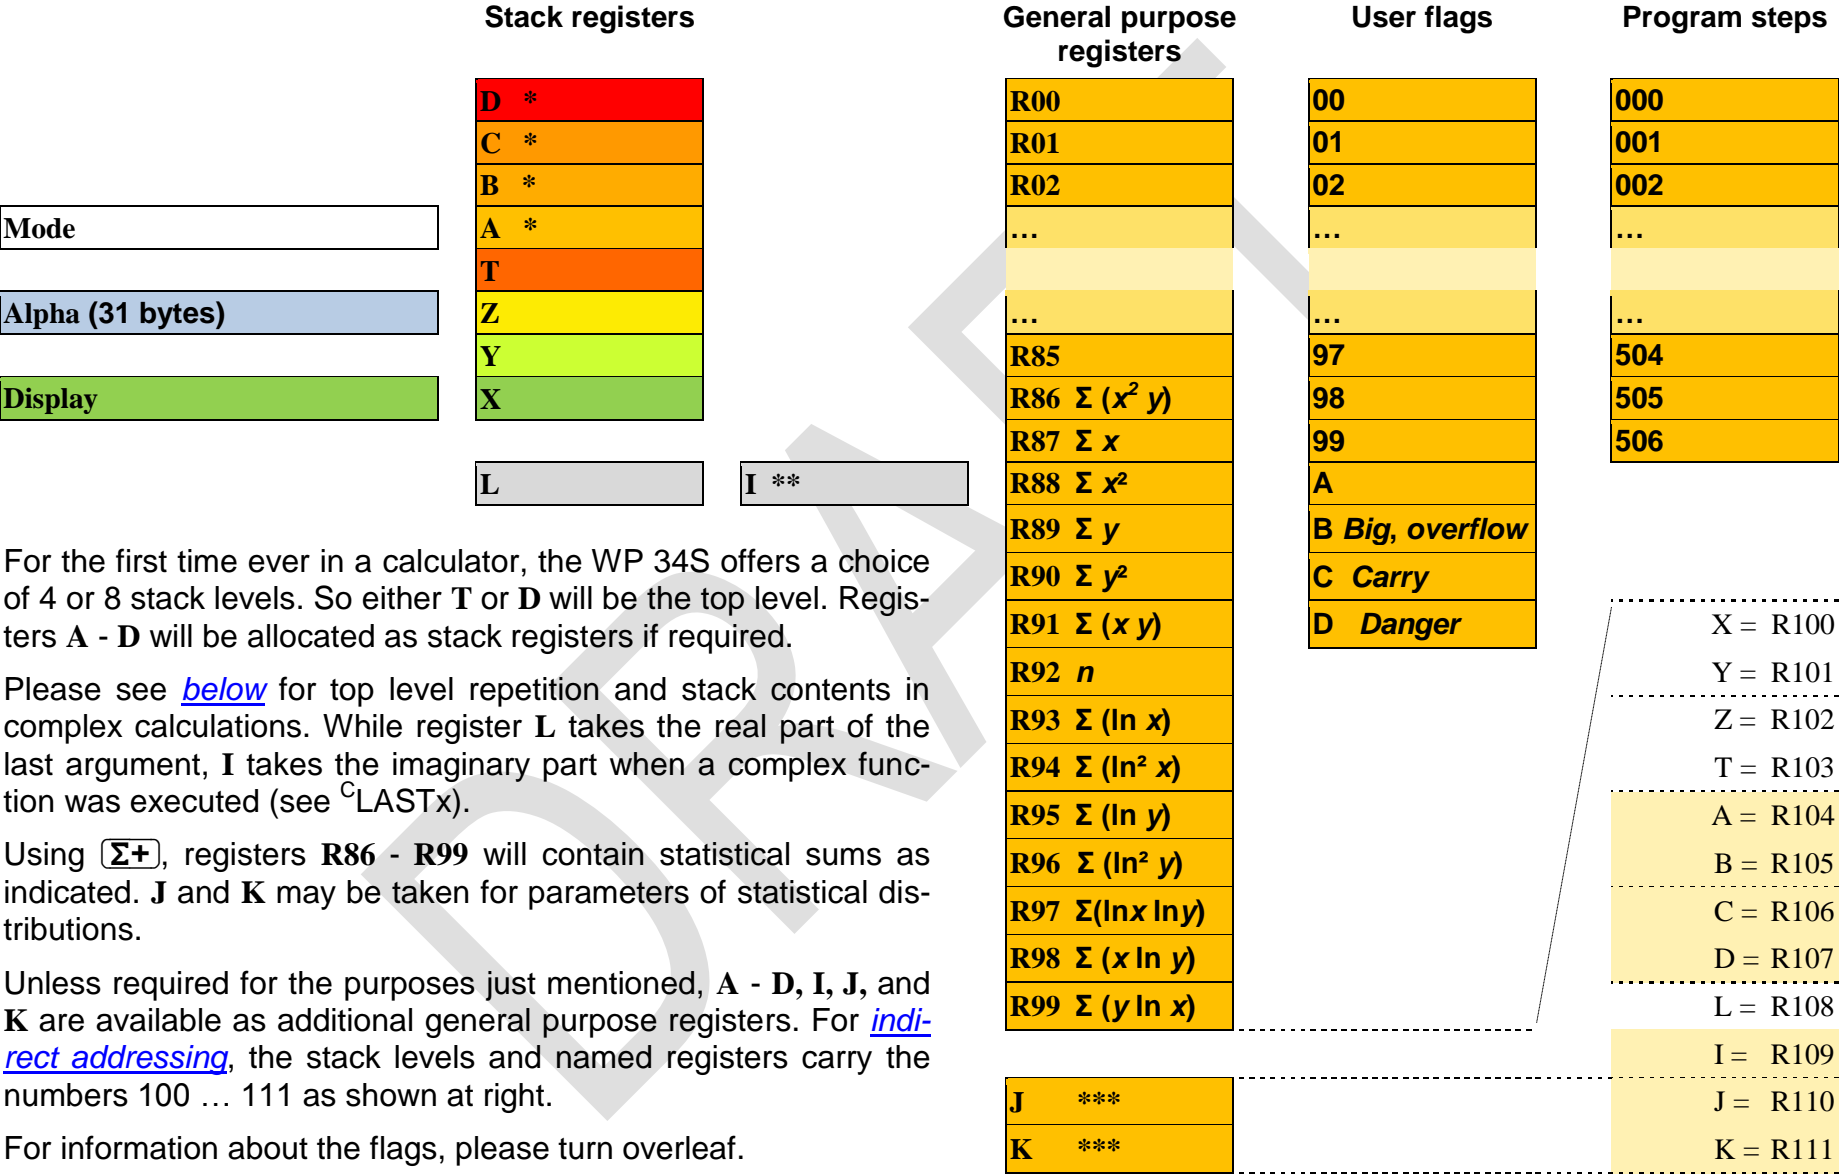 Stack registers
General purpose
registers
User flags
Program steps
D *
C *
B *
A *
T
Z
Y
X
Mode
Alpha (31 bytes)
Display
L
I **
R00
R01
R02
…
…
R85
R86 Σ (x² y)
R87 Σ x
R88 Σ x²
R89 Σ y
R90 Σ y²
R91 Σ (x y)
R92 n
R93 Σ (ln x)
R94 Σ (ln² x)
R95 Σ (ln y)
R96 Σ (ln² y)
R97 Σ(lnx lny)
R98 Σ (x ln y)
R99 Σ (y ln x)
J ***
K ***
00
01
02
…
…
97
98
99
A
B Big, overflow
C Carry
D Danger
000
001
002
…
…
504
505
506
X = R100
Y = R101
Z = R102
T = R103
A = R104
B = R105
C = R106
D = R107
L = R108
I = R109
J = R110
K = R111
For the first time ever in a calculator, the WP 34S offers a choice
of 4 or 8 stack levels. So either T or D will be the top level. Regis-
ters A - D will be allocated as stack registers if required.
Please see below for top level repetition and stack contents in
complex calculations. While register L takes the real part of the
last argument, I takes the imaginary part when a complex func-
tion was executed (see ᶜLASTx).
Using Σ+, registers R86 - R99 will contain statistical sums as
indicated. J and K may be taken for parameters of statistical dis-
tributions.
Unless required for the purposes just mentioned, A - D, I, J, and
K are available as additional general purpose registers. For indi-
rect addressing, the stack levels and named registers carry the
numbers 100 … 111 as shown at right.
For information about the flags, please turn overleaf.
DRAFT